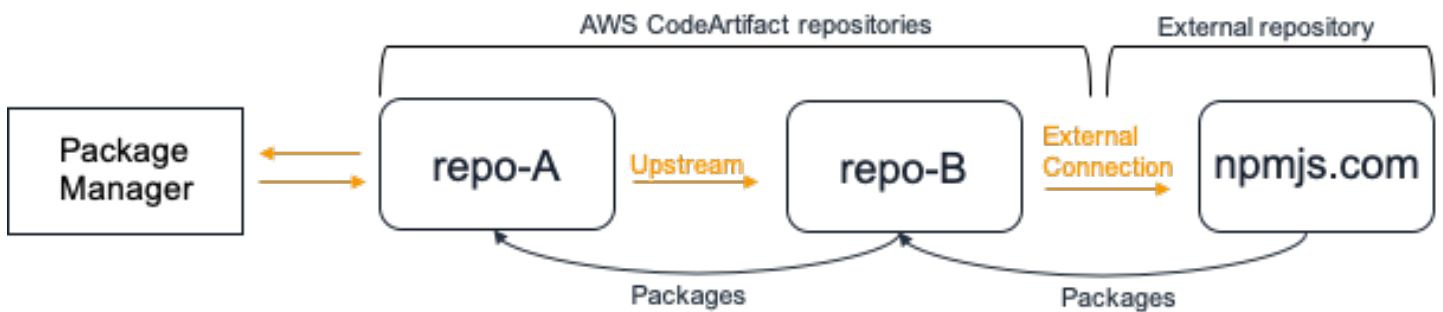 AWS CodeArtifact repositories
External repository
Package
Manager
repo-A
Upstream
repo-B
External
Connection
npmjs.com
Packages
Packages